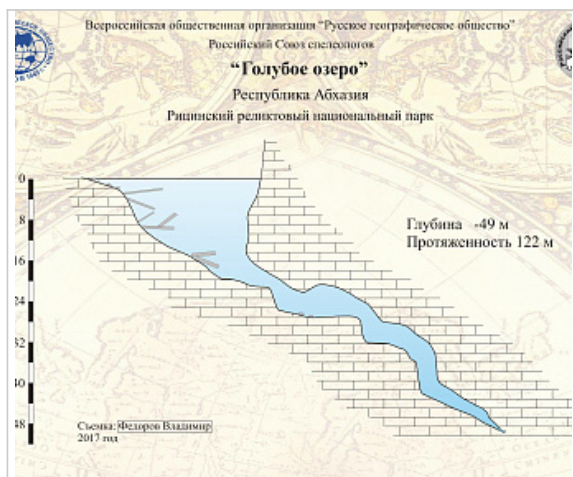 Всероссийская общественная организация “Русское географическое общество”
Российский Союз спелеологов
“Голубое озеро”
Республика Абхазия
Рицинский реликтовый национальный парк
0
8
16
24
32
40
48
Глубина -49 м
Протяженность 122 м
Съемка: Федоров Владимир
2017 год